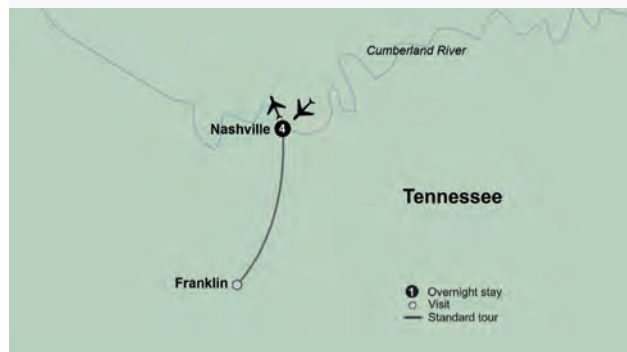 Cumberland River
Nashville 4
Tennessee
Franklin
1 Overnight stay
Visit
Standard tour